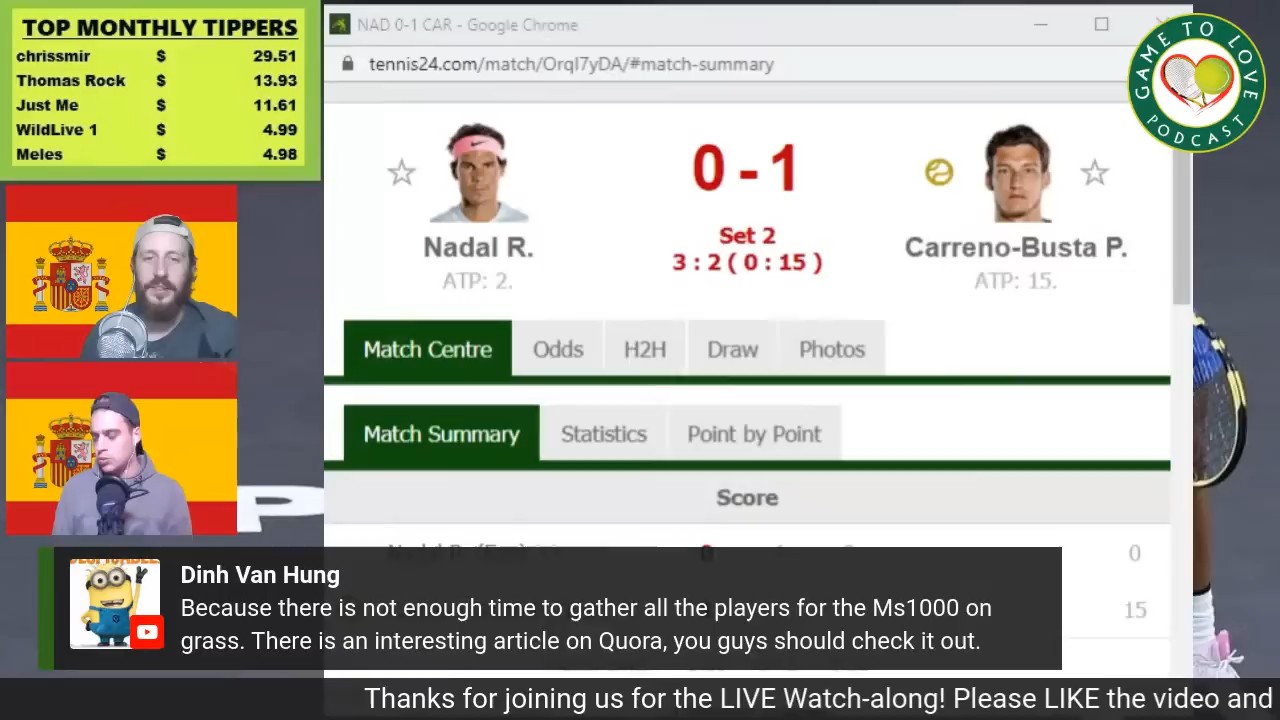 TOP MONTHLY TIPPERS
chrissmir $ 29.51
Thomas Rock $ 13.93
Just Me $ 11.61
WildLive 1 $ 4.99
Meles $ 4.98
NAD 0-1 CAR - Google Chrome
tennis24.com/match/OrqI7yDA/#match-summary
GAME TO LOVE
PODCAST
0 - 1
Nadal R.
ATP: 2.
Set 2
3 : 2 ( 0 : 15 )
Carreno-Busta P.
ATP: 15.
Match Centre Odds H2H Draw Photos
Match Summary Statistics Point by Point
Score
0
15
P
Dinh Van Hung
Because there is not enough time to gather all the players for the Ms1000 on
grass. There is an interesting article on Quora, you guys should check it out.
Thanks for joining us for the LIVE Watch-along! Please LIKE the video and